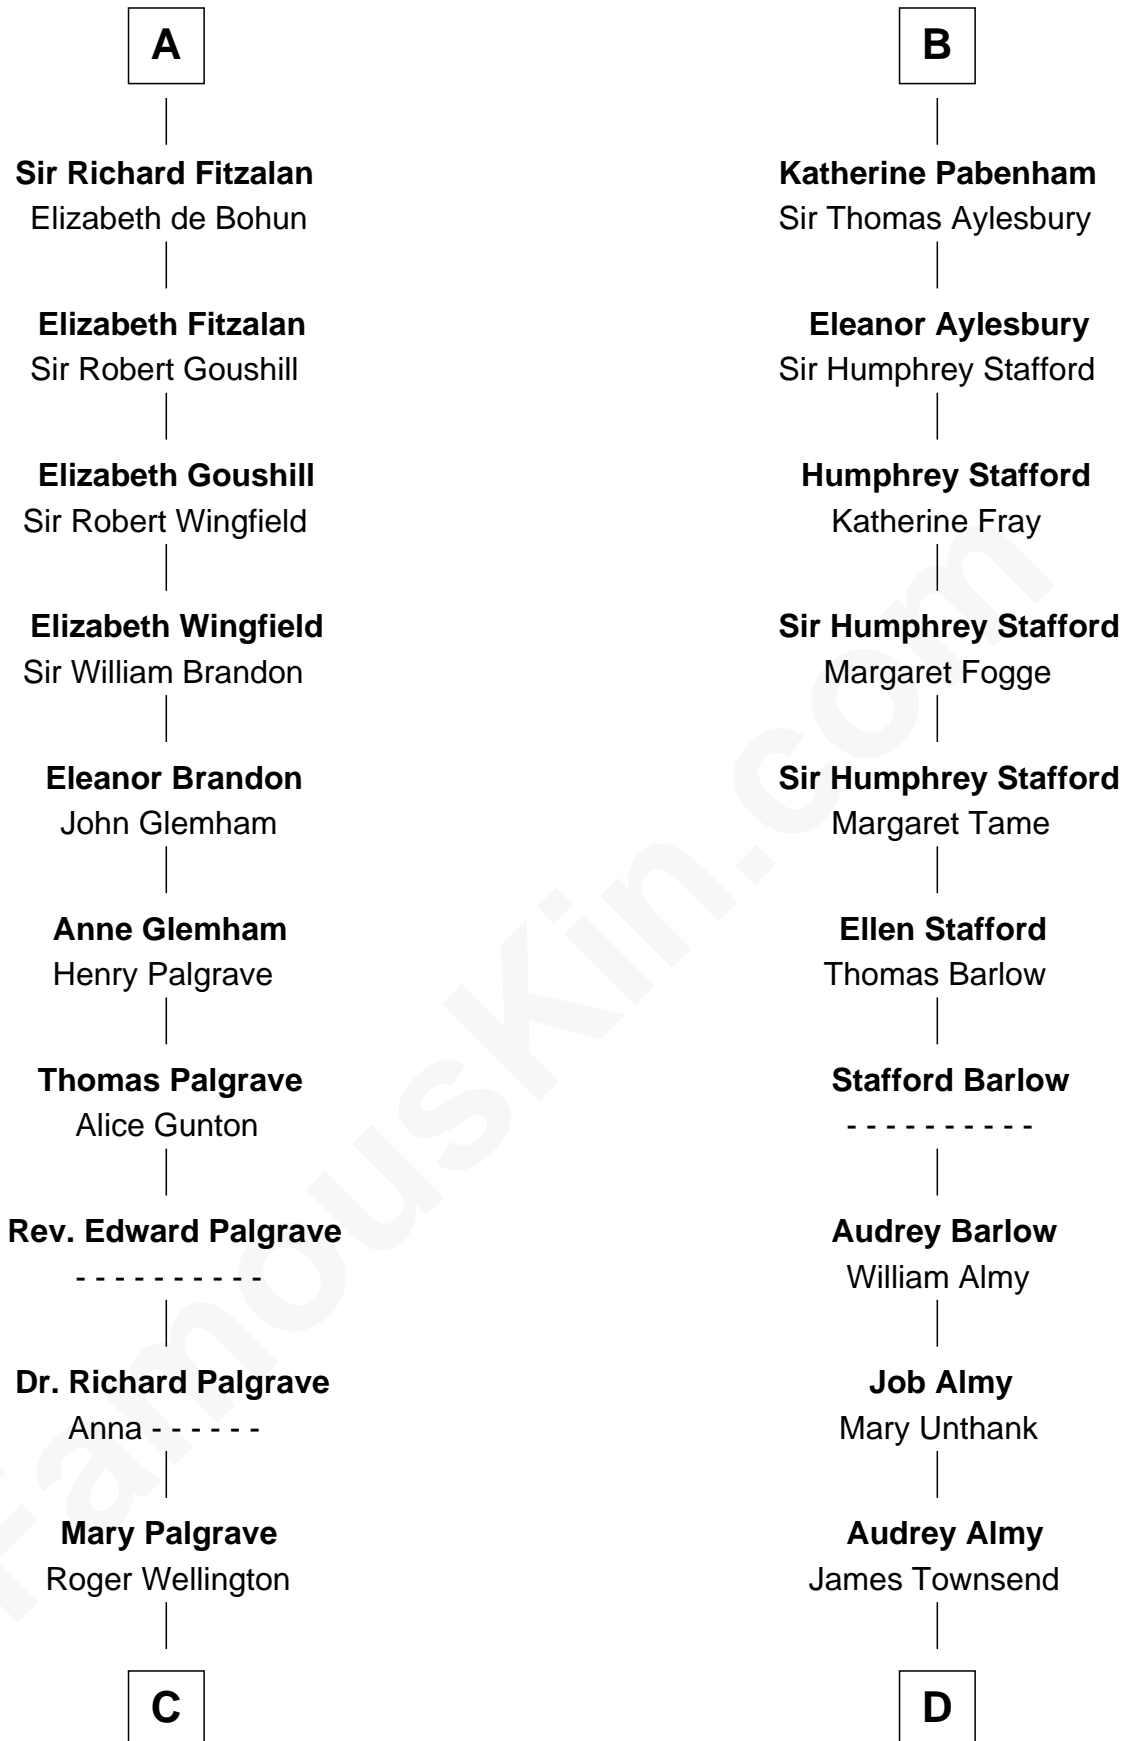 A
Sir Richard Fitzalan
Elizabeth de Bohun
Elizabeth Fitzalan
Sir Robert Goushill
Elizabeth Goushill
Sir Robert Wingfield
Elizabeth Wingfield
Sir William Brandon
Eleanor Brandon
John Glemham
Anne Glemham
Henry Palgrave
Thomas Palgrave
Alice Gunton
Rev. Edward Palgrave
- - - - - - - - - -
Dr. Richard Palgrave
Anna - - - - - -
Mary Palgrave
Roger Wellington
C
B
Katherine Pabenham
Sir Thomas Aylesbury
Eleanor Aylesbury
Sir Humphrey Stafford
Humphrey Stafford
Katherine Fray
Sir Humphrey Stafford
Margaret Fogge
Sir Humphrey Stafford
Margaret Tame
Ellen Stafford
Thomas Barlow
Stafford Barlow
- - - - - - - - - -
Audrey Barlow
William Almy
Job Almy
Mary Unthank
Audrey Almy
James Townsend
D
FamousKin.com